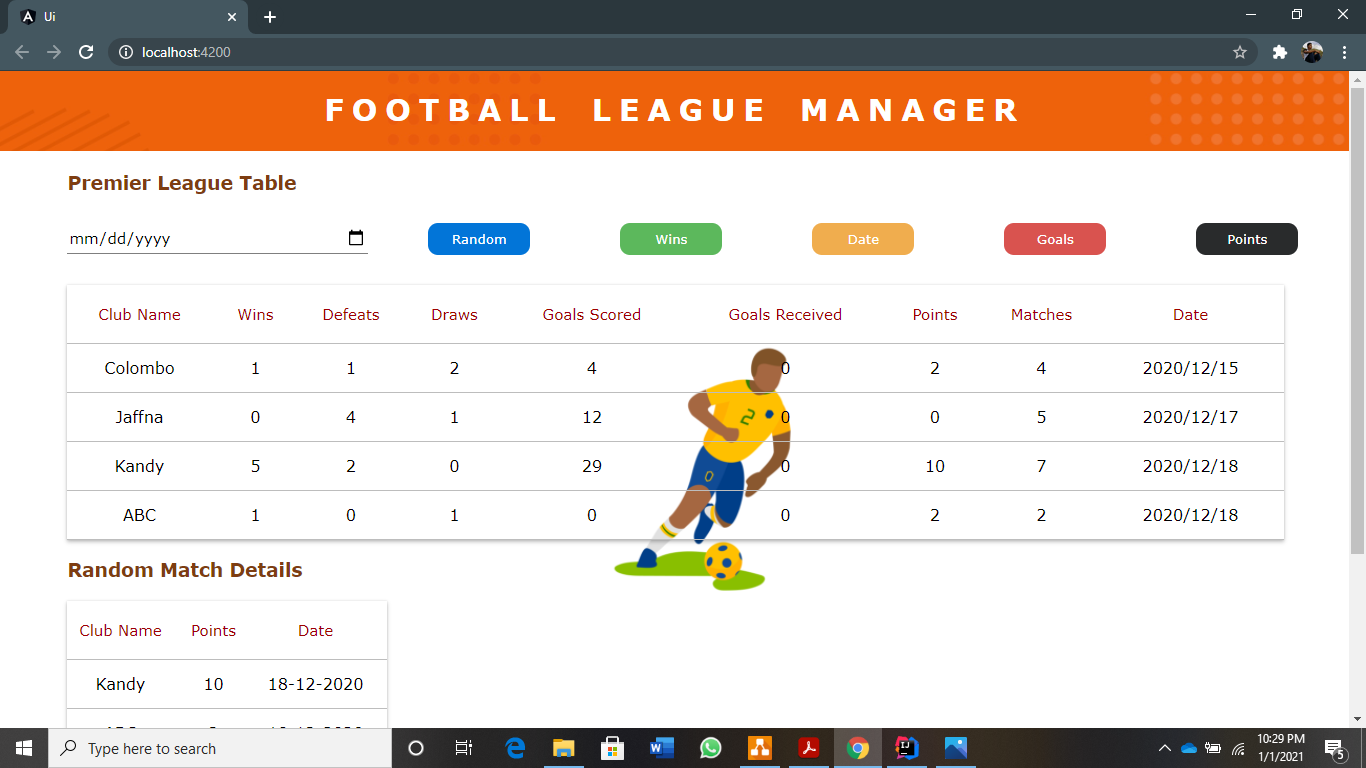 Ui
localhost:4200
FOOTBALL LEAGUE MANAGER
Premier League Table
mm/dd/yyyy Random Wins Date Goals Points
Club Name Wins Defeats Draws Goals Scored Goals Received Points Matches Date
Colombo 1 1 2 4 0 2 4 2020/12/15
Jaffna 0 4 1 12 0 0 5 2020/12/17
Kandy 5 2 0 29 0 10 7 2020/12/18
ABC 1 0 1 0 0 2 2 2020/12/18
Random Match Details
Club Name Points Date
Kandy 10 18-12-2020
Type here to search
10:29 PM
1/1/2021
5